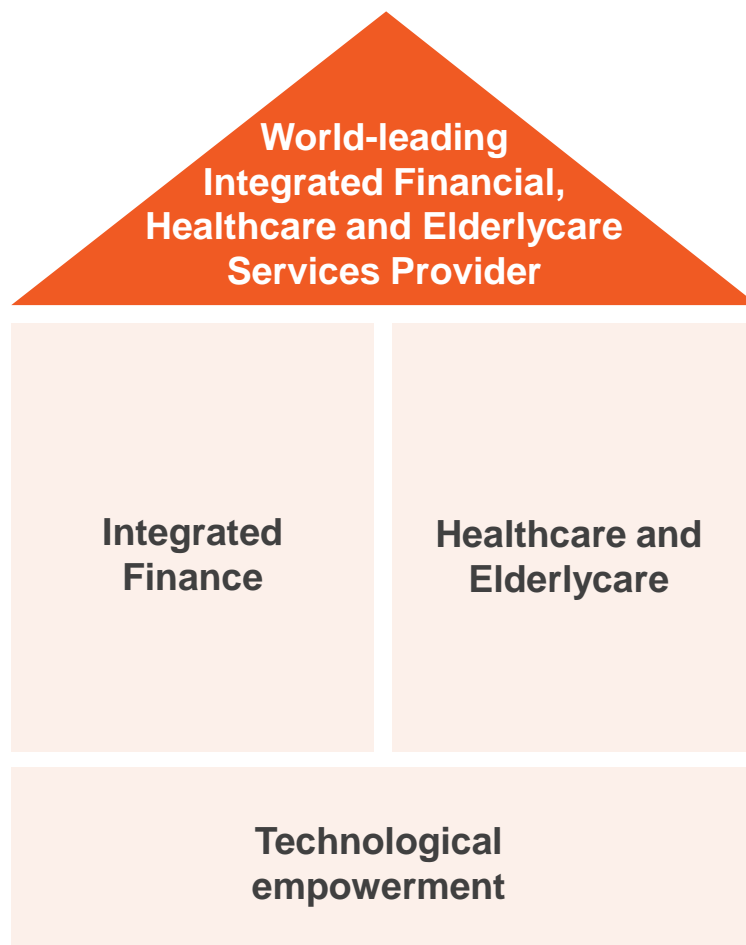 World-leading
Integrated Financial,
Healthcare and Elderlycare
Services Provider
Integrated
Finance
Healthcare and
Elderlycare
Technological
empowerment